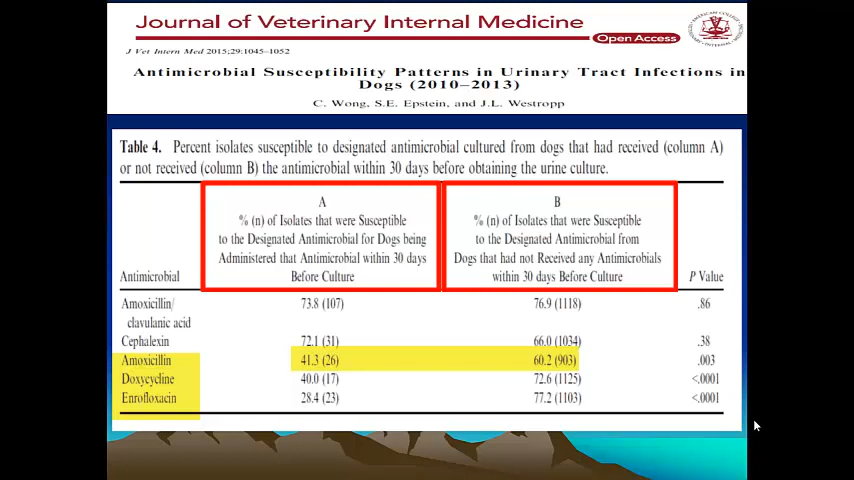 Journal of Veterinary Internal Medicine
Open Access
J Vet Intern Med 2015;29:1045–1052
Antimicrobial Susceptibility Patterns in Urinary Tract Infections in
Dogs (2010–2013)
C. Wong, S.E. Epstein, and J.L. Westropp
Table 4. Percent isolates susceptible to designated antimicrobial cultured from dogs that had received (column A)
or not received (column B) the antimicrobial within 30 days before obtaining the urine culture.
A B
% (n) of Isolates that were Susceptible % (n) of Isolates that were Susceptible
to the Designated Antimicrobial for Dogs being to the Designated Antimicrobial from
Administered that Antimicrobial within 30 days Dogs that had not Received any Antimicrobials
Antimicrobial Before Culture within 30 days Before Culture P Value
Amoxicillin/ 73.8 (107) 76.9 (1118) .86
clavulanic acid
Cephalexin 72.1 (31) 66.0 (1034) .38
Amoxicillin 41.3 (26) 60.2 (903) .003
Doxycycline 40.0 (17) 72.6 (1125) <.0001
Enrofloxacin 28.4 (23) 77.2 (1103) <.0001